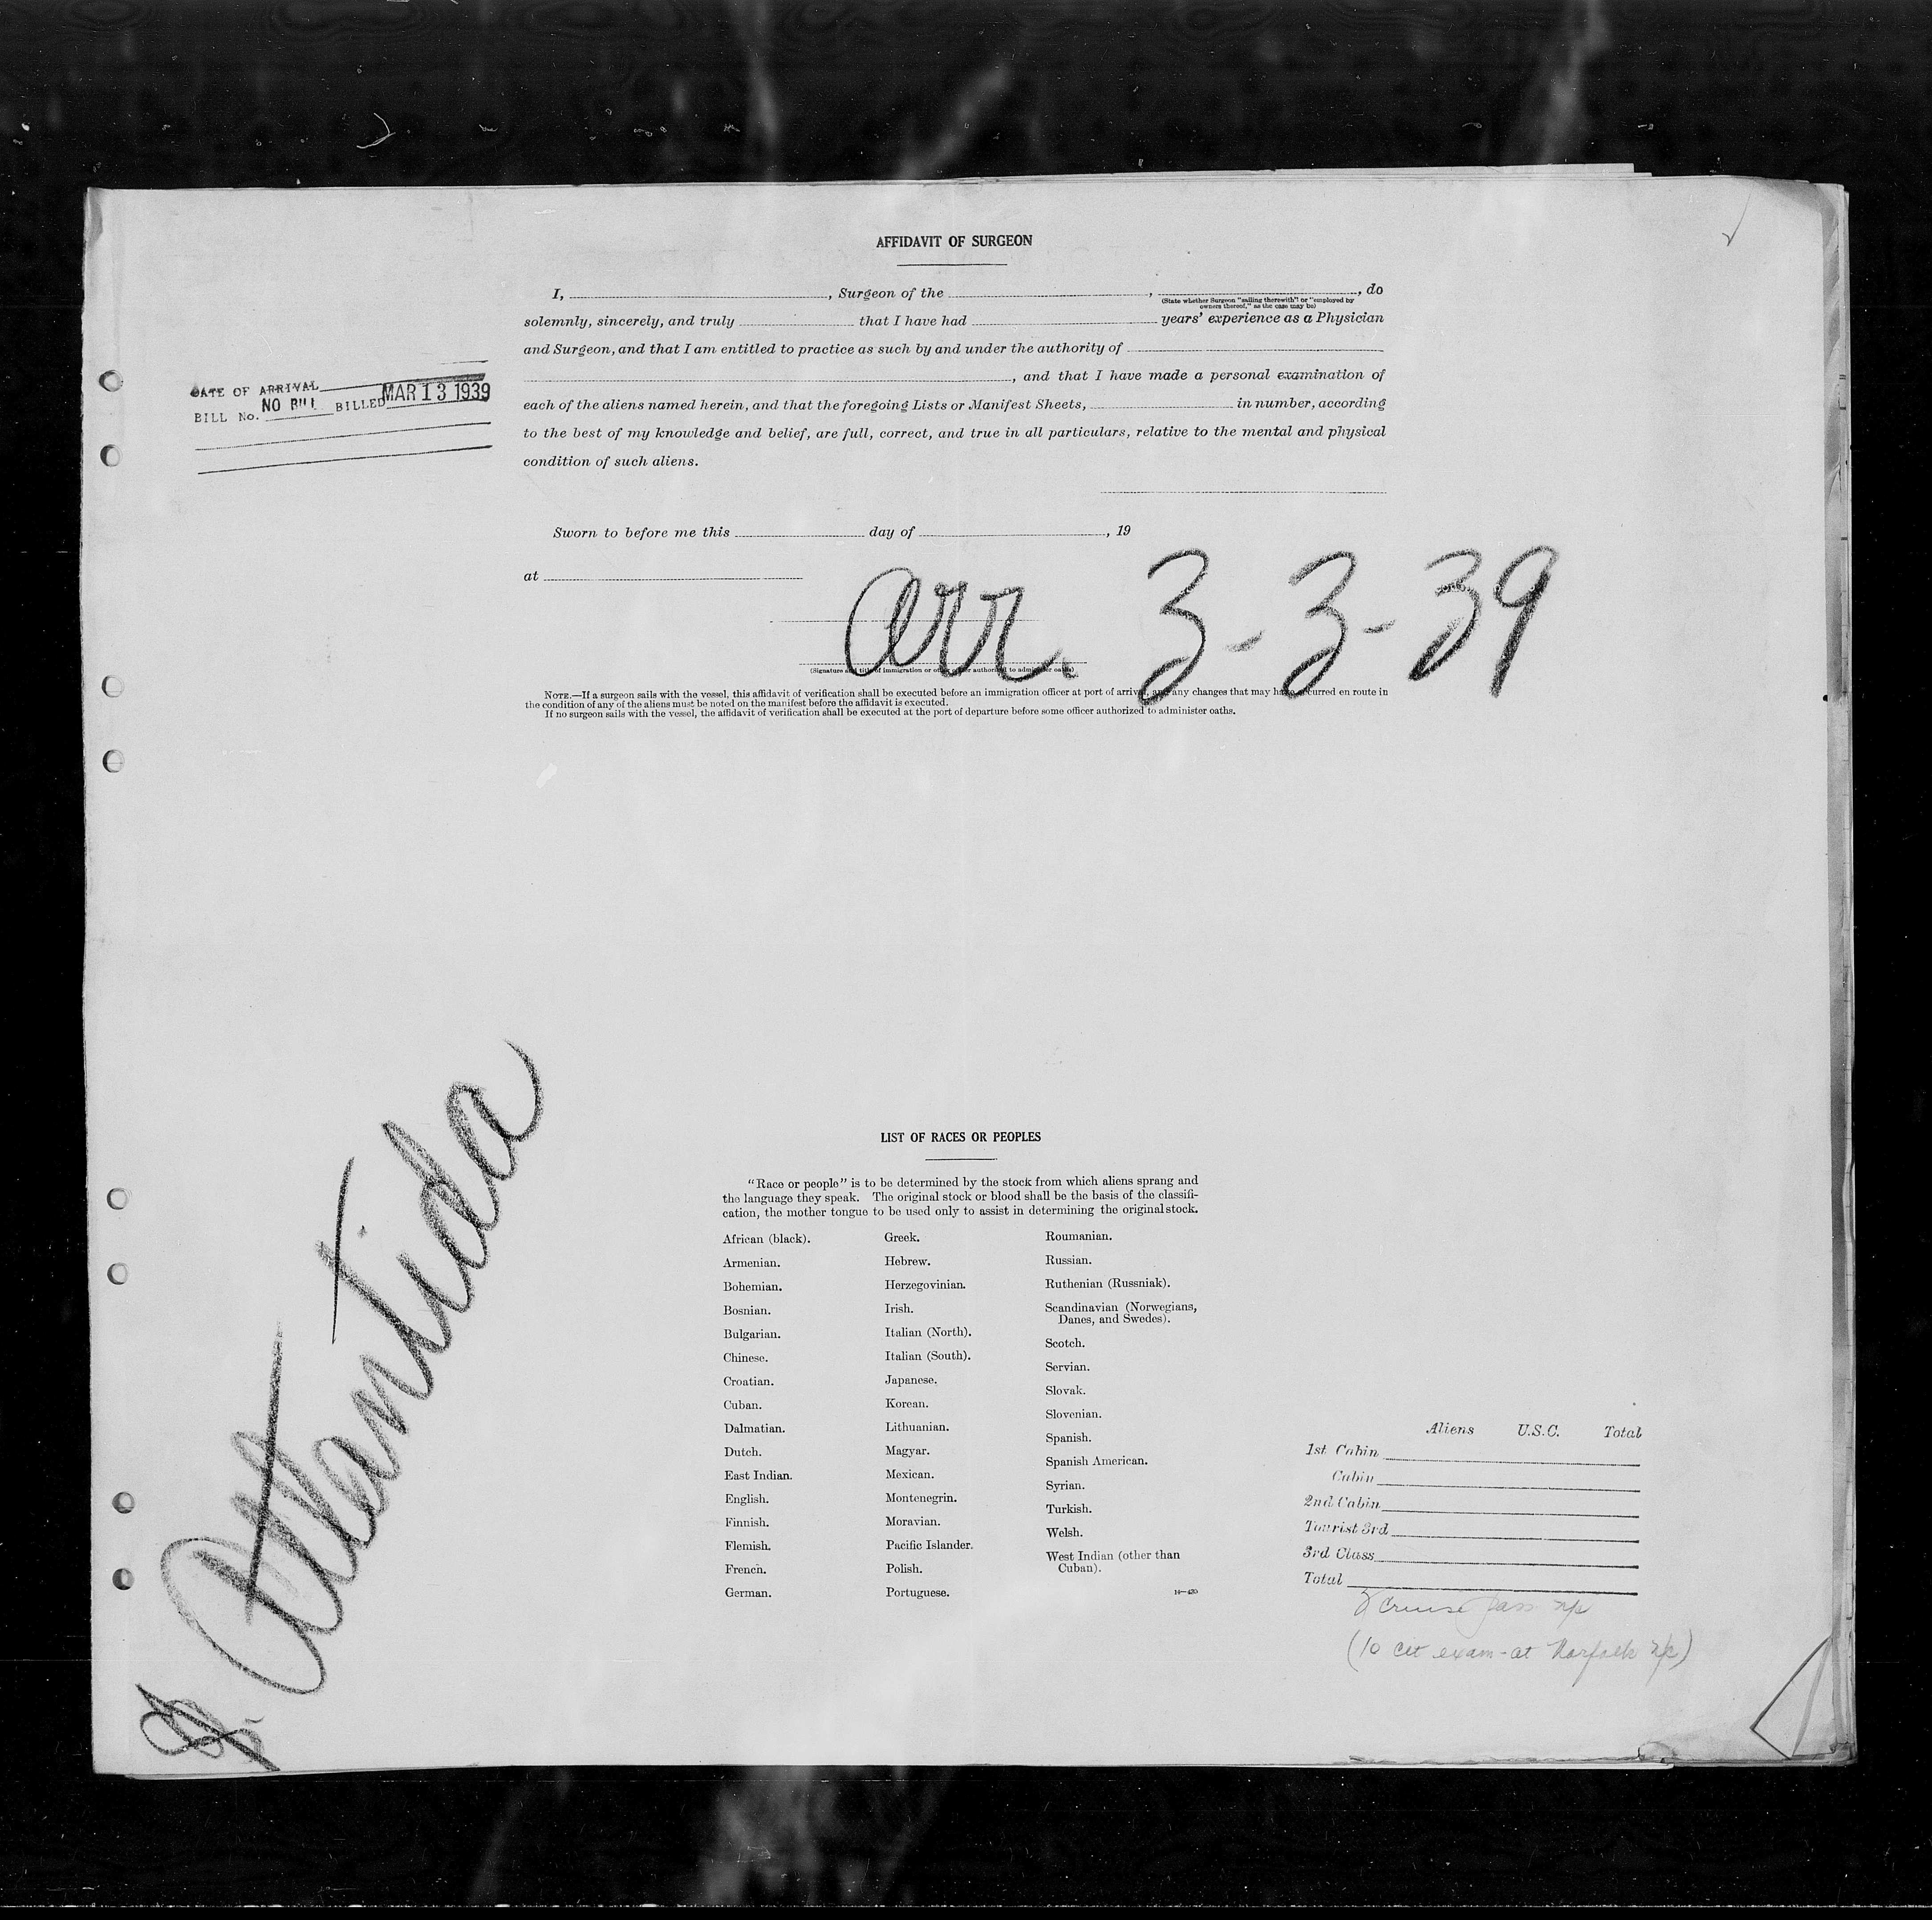 AFFIDAVIT OF SURGEON
I, , Surgeon of the , , do
(State whether Surgeon "sailing therewith" or "employed by
owners thereof," as the case may be)
solemnly, sincerely, and truly that I have had years' experience as a Physician
and Surgeon, and that I am entitled to practice as such by and under the authority of
, and that I have made a personal examination of
each of the aliens named herein, and that the foregoing Lists or Manifest Sheets, in number, according
to the best of my knowledge and belief, are full, correct, and true in all particulars, relative to the mental and physical
condition of such aliens.
DATE OF ARRIVAL
BILL No. NO BILL BILLED MAR 13 1939
Sworn to before me this day of , 19
at
arr. 3-3-39
(Signature and title of immigration or other officer authorized to administer oaths)
NOTE.—If a surgeon sails with the vessel, this affidavit of verification shall be executed before an immigration officer at port of arrival, and any changes that may have occurred en route in
the condition of any of the aliens must be noted on the manifest before the affidavit is executed.
If no surgeon sails with the vessel, the affidavit of verification shall be executed at the port of departure before some officer authorized to administer oaths.
Atlantida
LIST OF RACES OR PEOPLES
"Race or people" is to be determined by the stock from which aliens sprang and
the language they speak. The original stock or blood shall be the basis of the classifi-
cation, the mother tongue to be used only to assist in determining the original stock.
African (black).
Armenian.
Bohemian.
Bosnian.
Bulgarian.
Chinese.
Croatian.
Cuban.
Dalmatian.
Dutch.
East Indian.
English.
Finnish.
Flemish.
French.
German.
Greek.
Hebrew.
Herzegovinian.
Irish.
Italian (North).
Italian (South).
Japanese.
Korean.
Lithuanian.
Magyar.
Mexican.
Montenegrin.
Moravian.
Pacific Islander.
Polish.
Portuguese.
Roumanian.
Russian.
Ruthenian (Russniak).
Scandinavian (Norwegians,
Danes, and Swedes).
Scotch.
Servian.
Slovak.
Slovenian.
Spanish.
Spanish American.
Syrian.
Turkish.
Welsh.
West Indian (other than
Cuban).
14—430
Aliens U.S.C. Total
1st Cabin
Cabin
2nd Cabin
Tourist 3rd
3rd Class
Total
cruise pass
(10 cit exam-at Norfolk